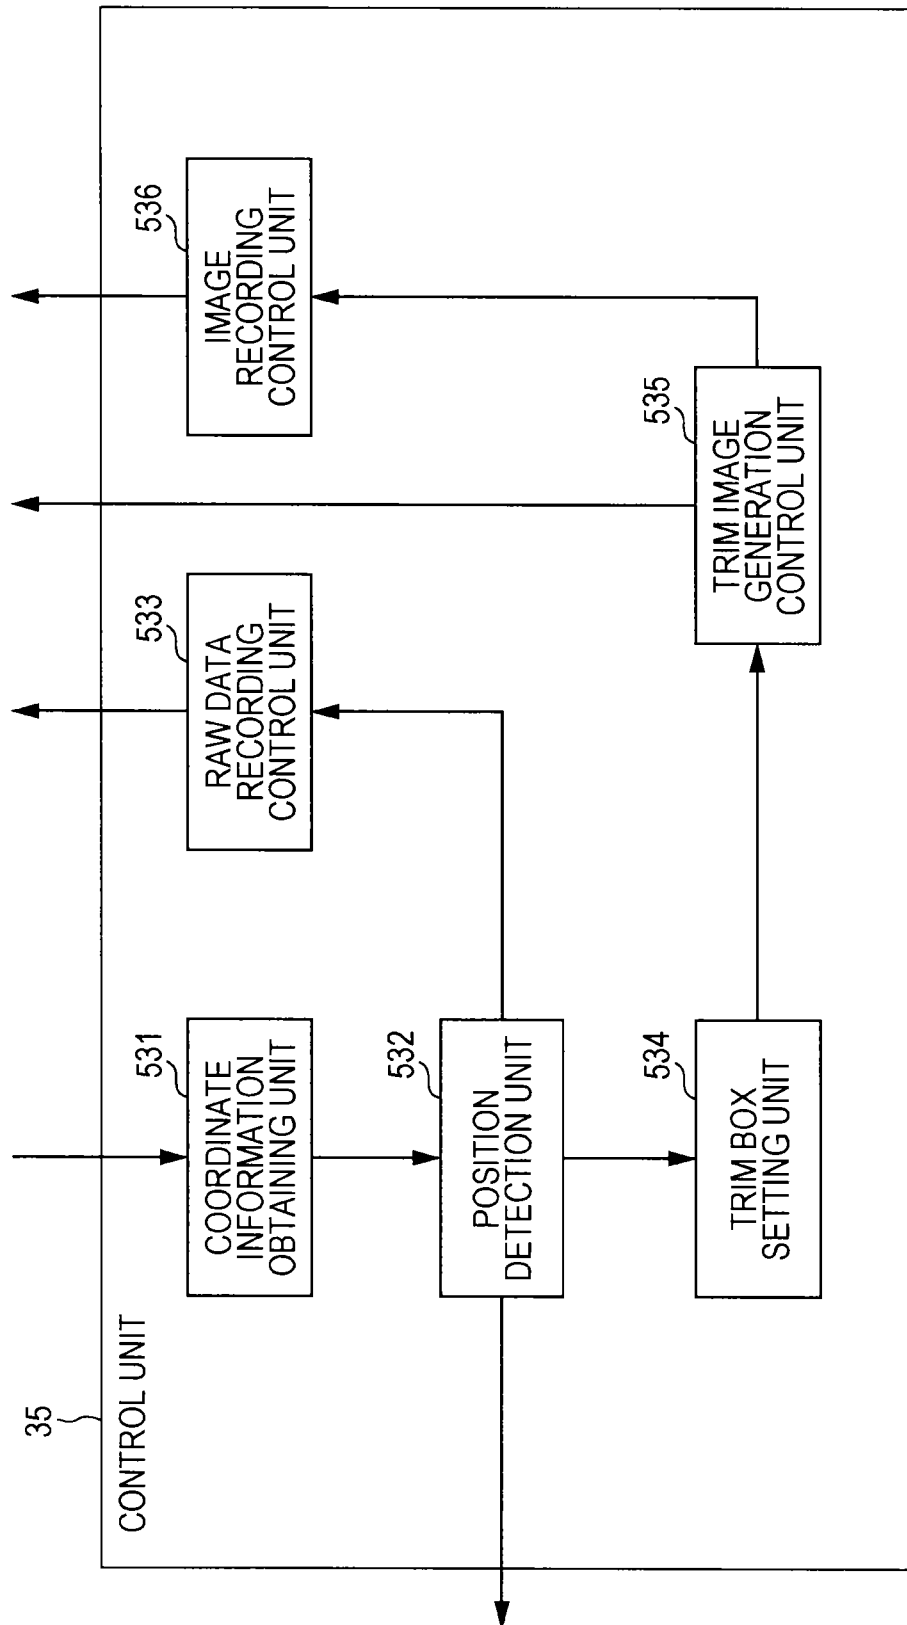 35
CONTROL UNIT
531
COORDINATE
INFORMATION
OBTAINING UNIT
532
POSITION
DETECTION UNIT
533
RAW DATA
RECORDING
CONTROL UNIT
534
TRIM BOX
SETTING UNIT
535
TRIM IMAGE
GENERATION
CONTROL UNIT
536
IMAGE
RECORDING
CONTROL UNIT